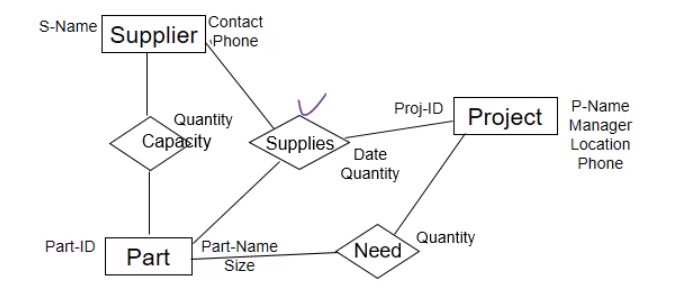 S-Name
Supplier
Contact
Phone
Quantity
Capacity
Supplies
Date
Quantity
Proj-ID
Project
P-Name
Manager
Location
Phone
Part-ID
Part
Part-Name
Size
Need
Quantity